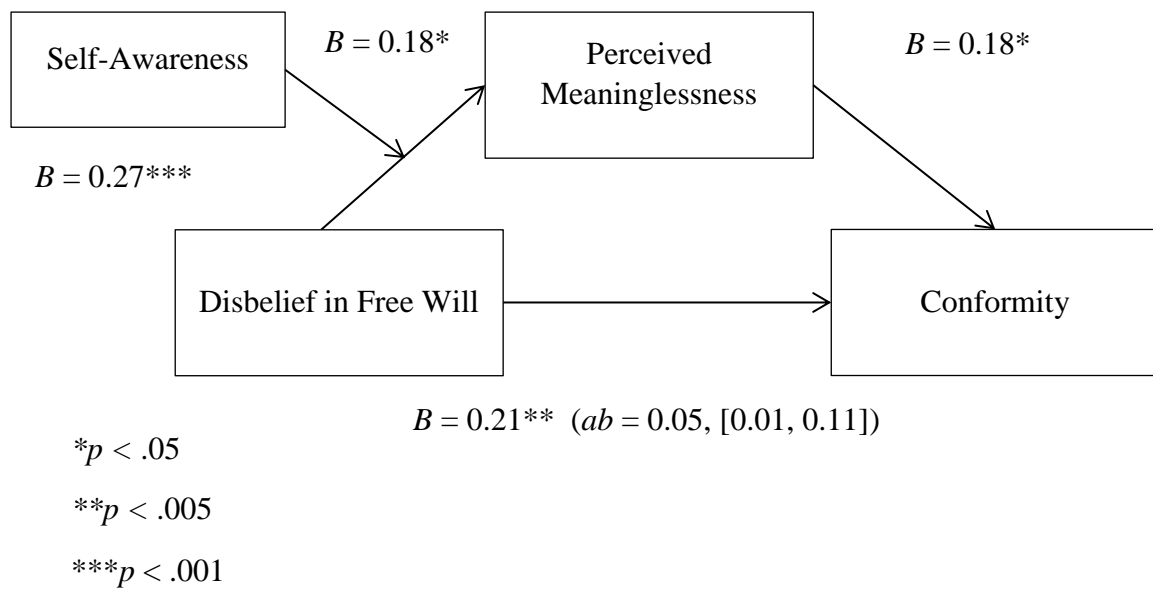 Self-Awareness
B = 0.18*
Perceived
Meaninglessness
B = 0.18*
B = 0.27***
Disbelief in Free Will
Conformity
B = 0.21** (ab = 0.05, [0.01, 0.11])
*p < .05
**p < .005
***p < .001